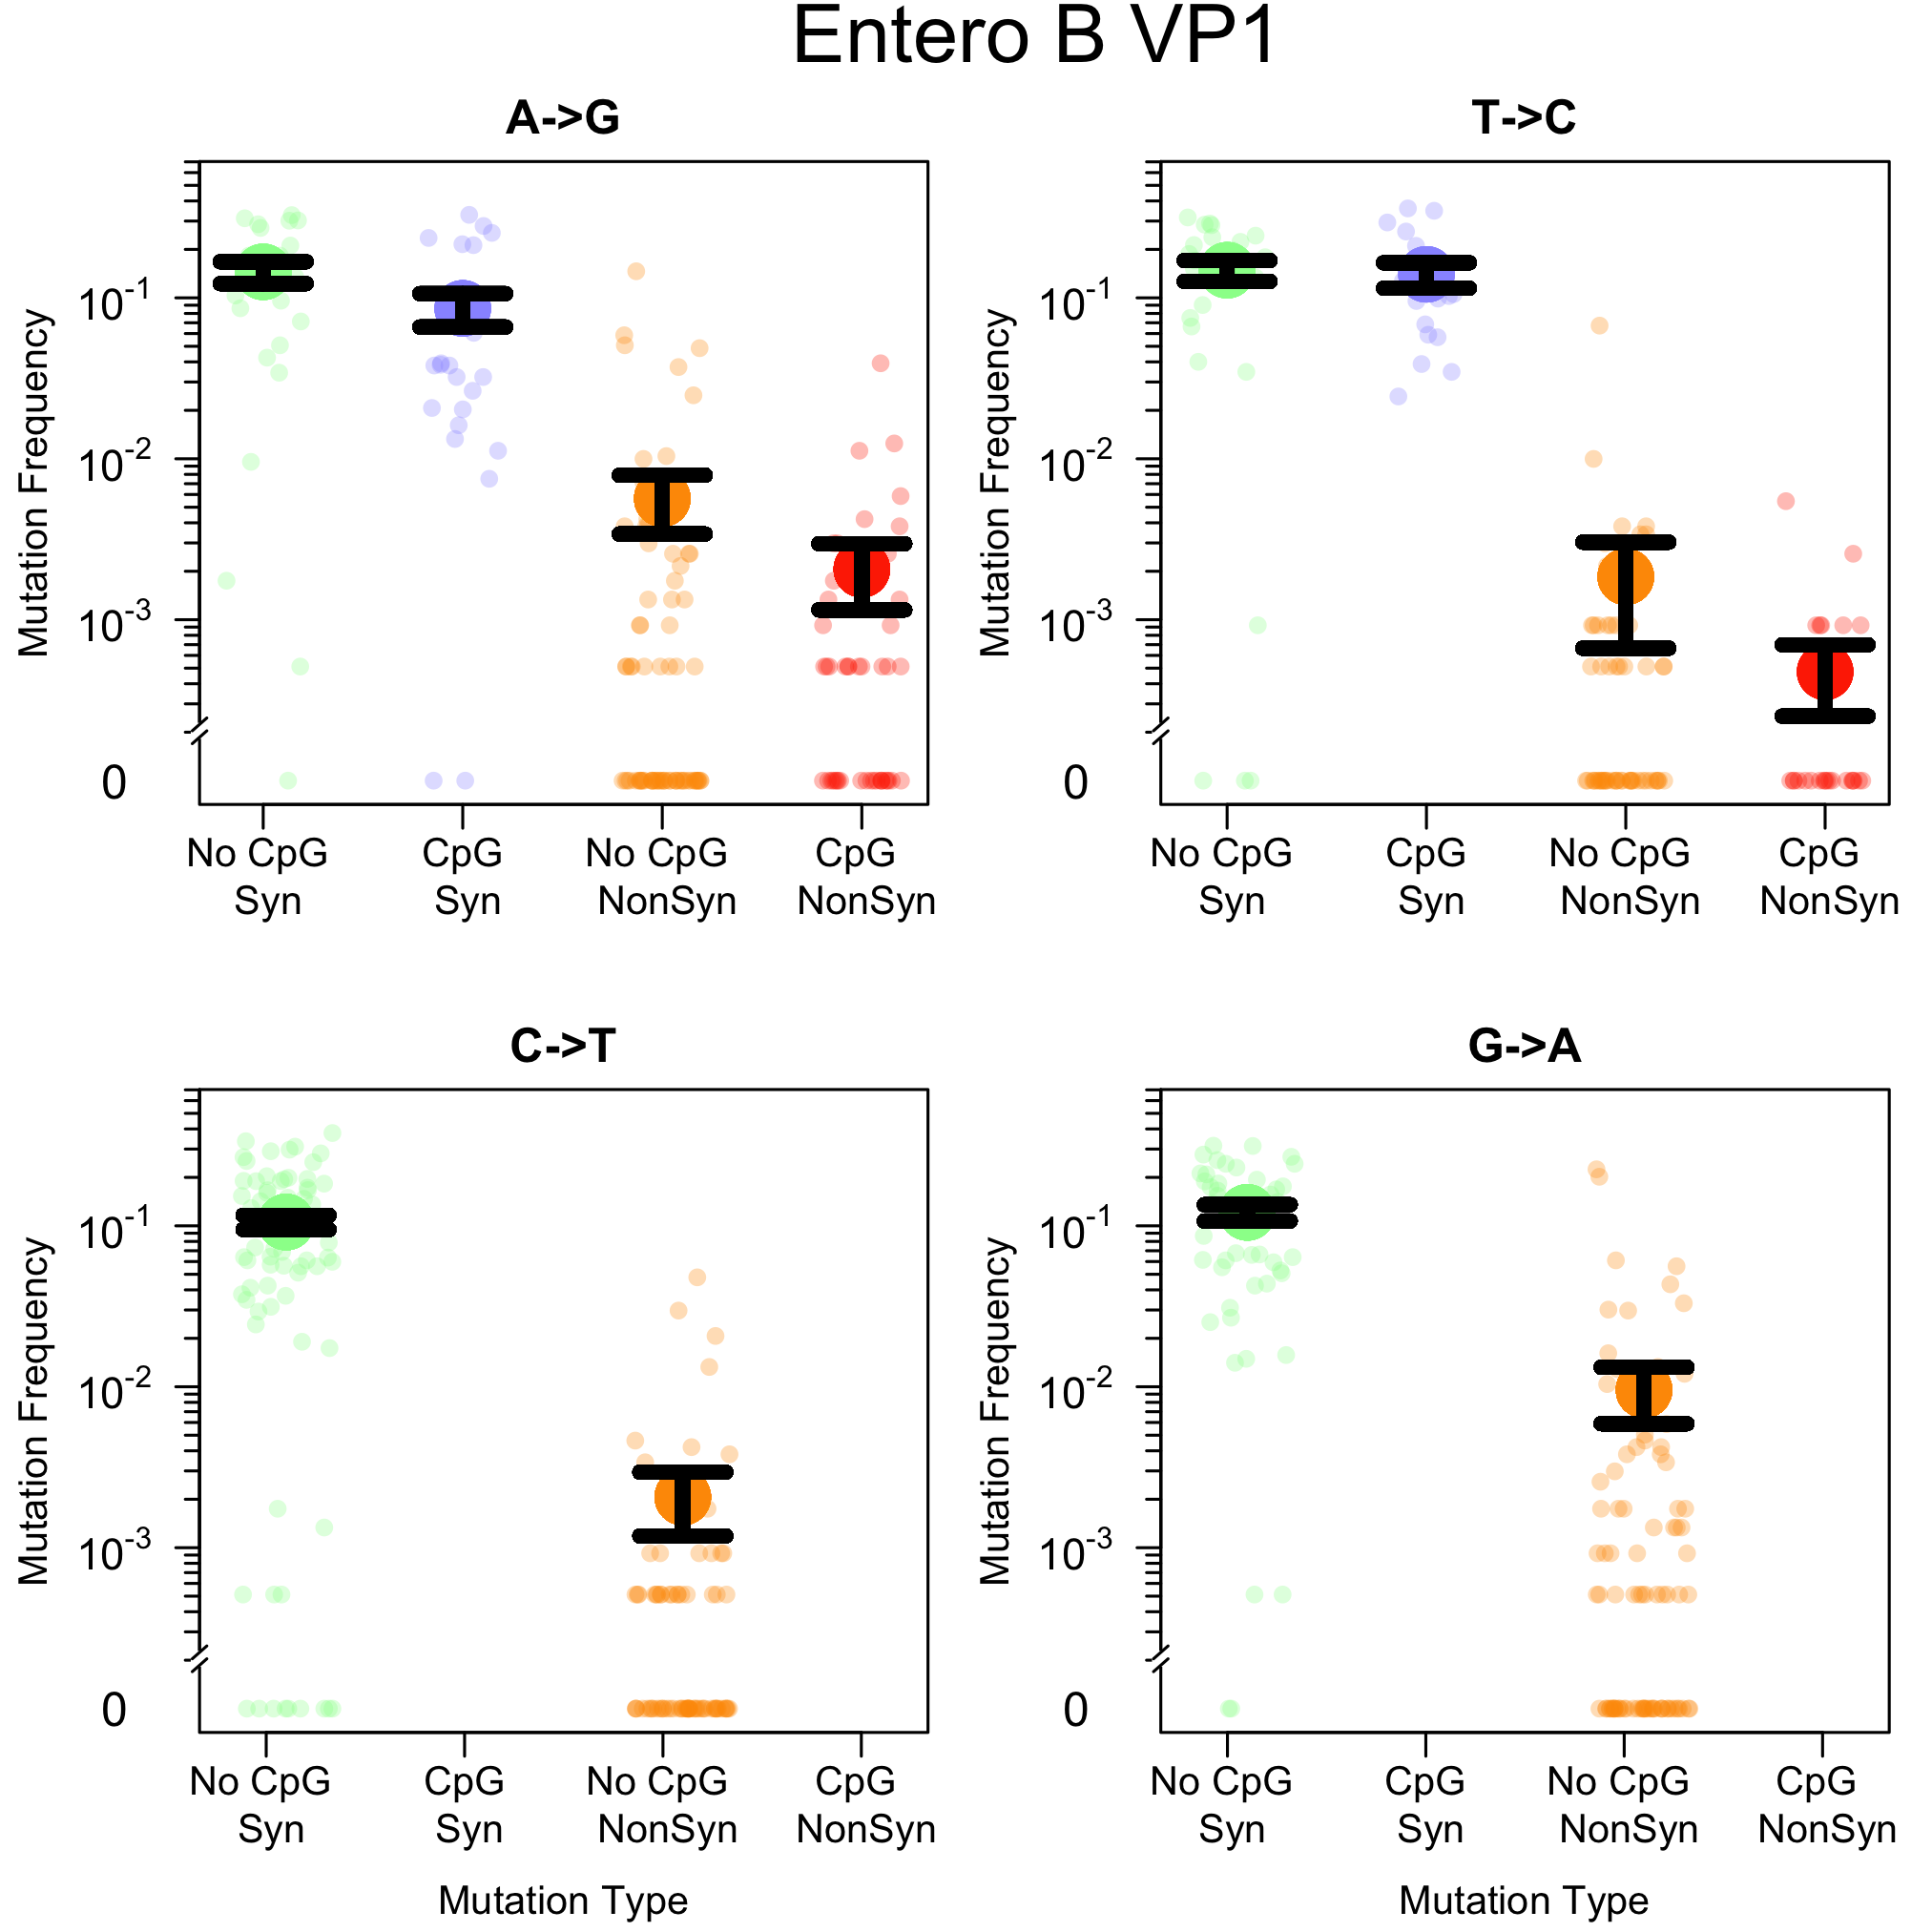 Entero B VP1
A->G
Mutation Frequency
10-1
10-2
10-3
0
No CpG CpG No CpG CpG
Syn Syn NonSyn NonSyn
T->C
Mutation Frequency
10-1
10-2
10-3
0
No CpG CpG No CpG CpG
Syn Syn NonSyn NonSyn
C->T
Mutation Frequency
10-1
10-2
10-3
0
No CpG CpG No CpG CpG
Syn Syn NonSyn NonSyn
Mutation Type
G->A
Mutation Frequency
10-1
10-2
10-3
0
No CpG CpG No CpG CpG
Syn Syn NonSyn NonSyn
Mutation Type